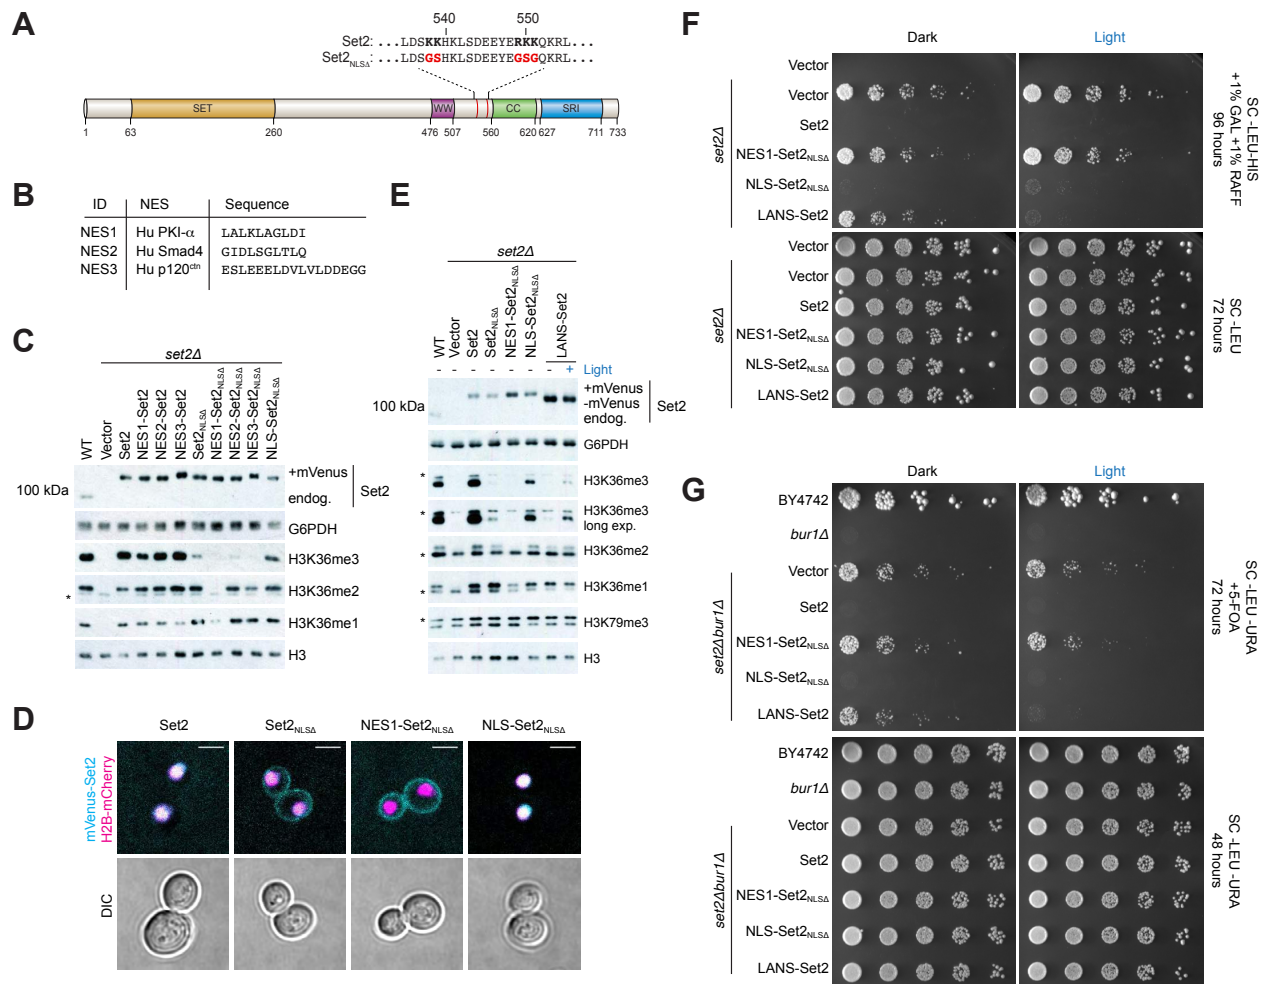 A
540 550
Set2: ...LDSKKHKLSDEEYERKKQKRL...
Set2NLSΔ: ...LDSGSHKLSDEEYEGSGQKRL...
SET WW CC SRI
1 63 260 476 507 560 620 627 711 733
B
ID NES Sequence
NES1 Hu PKI-α LALKLAGLDI
NES2 Hu Smad4 GIDLSGLTLQ
NES3 Hu p120ctn ESLEEELDVLVLDDEGG
C
set2Δ
WT Vector Set2 NES1-Set2 NES2-Set2 NES3-Set2 Set2NLSΔ NES1-Set2NLSΔ NES2-Set2NLSΔ NES3-Set2NLSΔ NLS-Set2NLSΔ
100 kDa
+mVenus
endog.
Set2
G6PDH
H3K36me3
H3K36me2
*
H3K36me1
H3
D
Set2 Set2NLSΔ NES1-Set2NLSΔ NLS-Set2NLSΔ
mVenus-Set2
H2B-mCherry
DIC
E
set2Δ
WT Vector Set2 Set2NLSΔ NES1-Set2NLSΔ NLS-Set2NLSΔ LANS-Set2
- - - - - - - + Light
100 kDa
+mVenus
-mVenus
endog.
Set2
G6PDH
* H3K36me3
* H3K36me3
long exp.
* H3K36me2
* H3K36me1
* H3K79me3
H3
F
Dark Light
Vector
set2Δ
Vector
Set2
NES1-Set2NLSΔ
NLS-Set2NLSΔ
LANS-Set2
SC -LEU-HIS
+1% GAL +1% RAFF
96 hours
Vector
set2Δ
Vector
Set2
NES1-Set2NLSΔ
NLS-Set2NLSΔ
LANS-Set2
SC -LEU
72 hours
G
Dark Light
BY4742
bur1Δ
set2Δbur1Δ
Vector
Set2
NES1-Set2NLSΔ
NLS-Set2NLSΔ
LANS-Set2
SC -LEU -URA
+5-FOA
72 hours
BY4742
bur1Δ
set2Δbur1Δ
Vector
Set2
NES1-Set2NLSΔ
NLS-Set2NLSΔ
LANS-Set2
SC -LEU -URA
48 hours